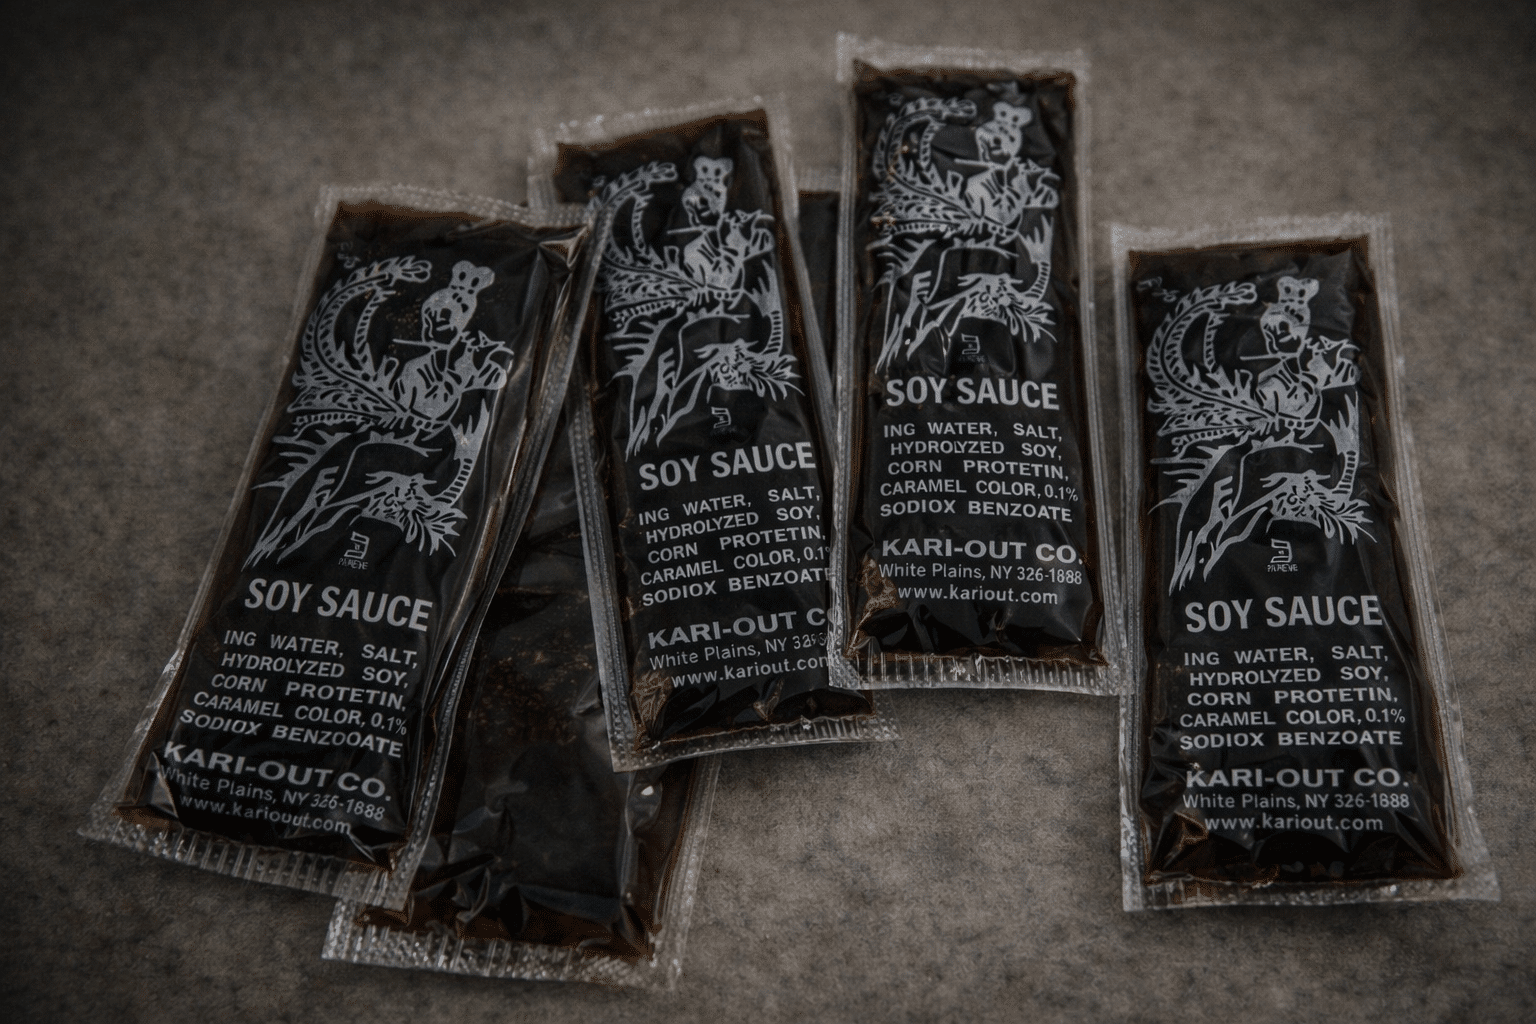 SOY SAUCE
ING WATER, SALT,
HYDROLYZED SOY,
CORN PROTETIN,
CARAMEL COLOR, 0.1%
SODIOX BENZOOATE
KARI-OUT CO.
White Plains, NY 326-1888
www.kariouut.com
SOY SAUCE
ING WATER, SALT,
HYDROLYZED SOY,
CORN PROTETIN,
CARAMEL COLOR, 0.1%
SODIOX BENZOATE
KARI-OUT CO
White Plains, NY
www.kariout.com
SOY SAUCE
ING WATER, SALT,
HYDROLYZED SOY,
CORN PROTETIN,
CARAMEL COLOR, 0.1%
SODIOX BENZOATE
KARI-OUT CO.
White Plains, NY 326-1888
www.kariout.com
SOY SAUCE
ING WATER, SALT,
HYDROLYZED SOY,
CORN PROTETIN,
CARAMEL COLOR, 0.1%
SODIOX BENZOATE
KARI-OUT CO.
White Plains, NY 326-1888
www.kariout.com